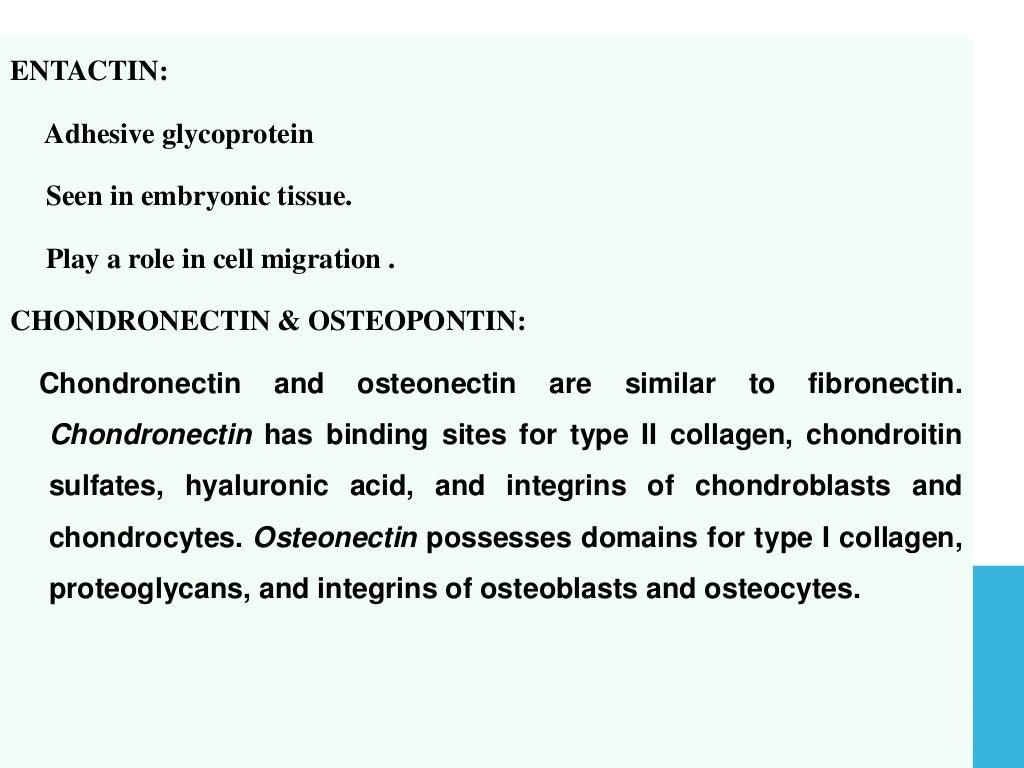 ENTACTIN:
Adhesive glycoprotein
Seen in embryonic tissue.
Play a role in cell migration .
CHONDRONECTIN & OSTEOPONTIN:
Chondronectin and osteonectin are similar to fibronectin.
Chondronectin has binding sites for type II collagen, chondroitin
sulfates, hyaluronic acid, and integrins of chondroblasts and
chondrocytes. Osteonectin possesses domains for type I collagen,
proteoglycans, and integrins of osteoblasts and osteocytes.